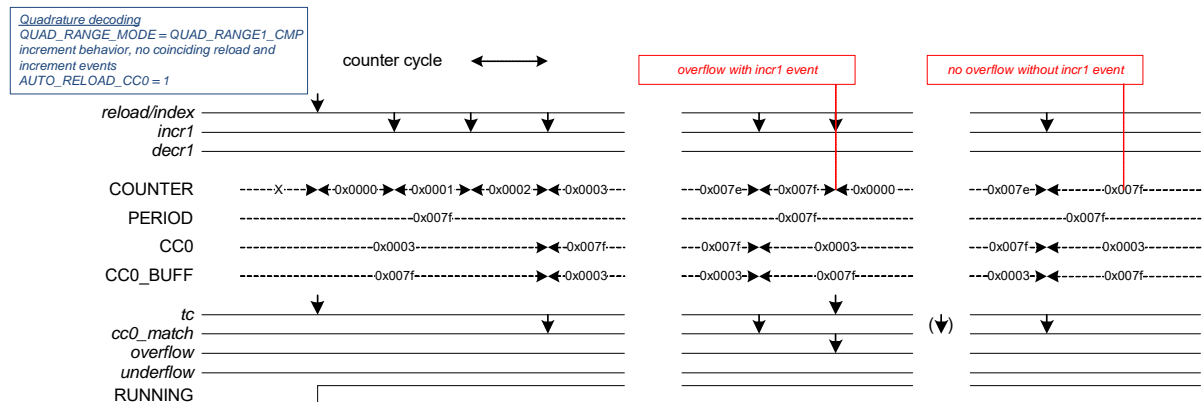 Quadrature decoding
QUAD_RANGE_MODE = QUAD_RANGE1_CMP
increment behavior, no coinciding reload and
increment events
AUTO_RELOAD_CC0 = 1
counter cycle
overflow with incr1 event
no overflow without incr1 event
reload/index
incr1
decr1
COUNTER X 0x0000 0x0001 0x0002 0x0003 0x007e 0x007f 0x0000 0x007e 0x007f
PERIOD 0x007f 0x007f 0x007f
CC0 0x0003 0x007f 0x007f 0x0003 0x007f 0x0003
CC0_BUFF 0x007f 0x0003 0x0003 0x007f 0x0003 0x007f
tc
cc0_match
( )
overflow
underflow
RUNNING